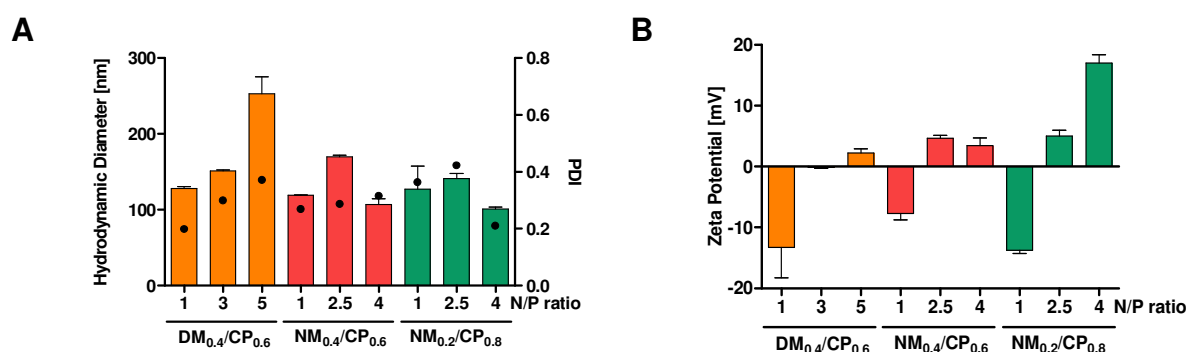 A
Hydrodynamic Diameter [nm]
300
200
100
0
0.8
0.6
0.4
0.2
0.0
PDI
1 3 5 1 2.5 4 1 2.5 4 N/P ratio
DM0.4/CP0.6 NM0.4/CP0.6 NM0.2/CP0.8
B
Zeta Potential [mV]
20
10
0
-10
-20
1 3 5 1 2.5 4 1 2.5 4 N/P ratio
DM0.4/CP0.6 NM0.4/CP0.6 NM0.2/CP0.8